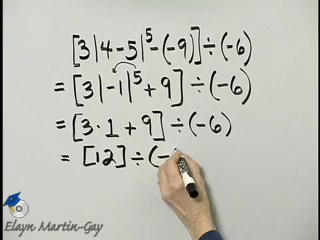 [3|4-5|⁵-(-9)]÷(-6)
=[3|-1|⁵+9]÷(-6)
=[3·1+9]÷(-6)
=[12]÷(-
Elayn Martin-Gay